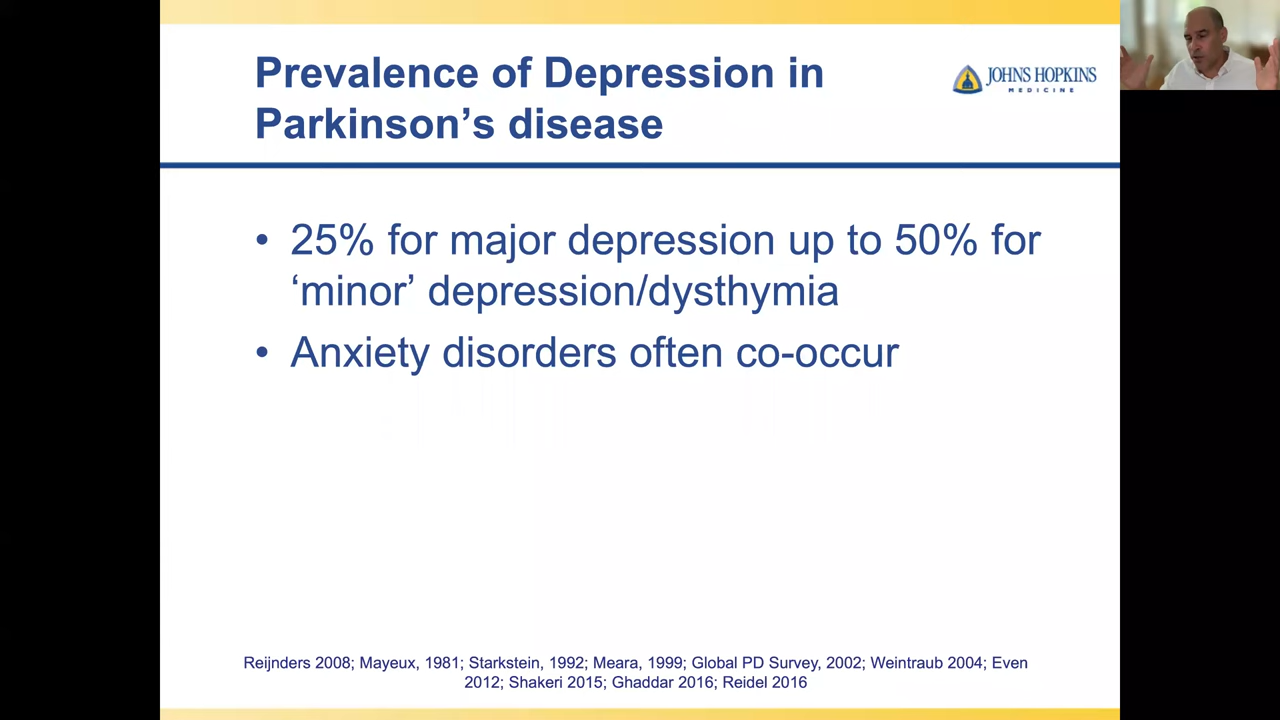 Prevalence of Depression in
Parkinson’s disease
JOHNS HOPKINS
MEDICINE
• 25% for major depression up to 50% for
‘minor’ depression/dysthymia
• Anxiety disorders often co-occur
Reijnders 2008; Mayeux, 1981; Starkstein, 1992; Meara, 1999; Global PD Survey, 2002; Weintraub 2004; Even
2012; Shakeri 2015; Ghaddar 2016; Reidel 2016